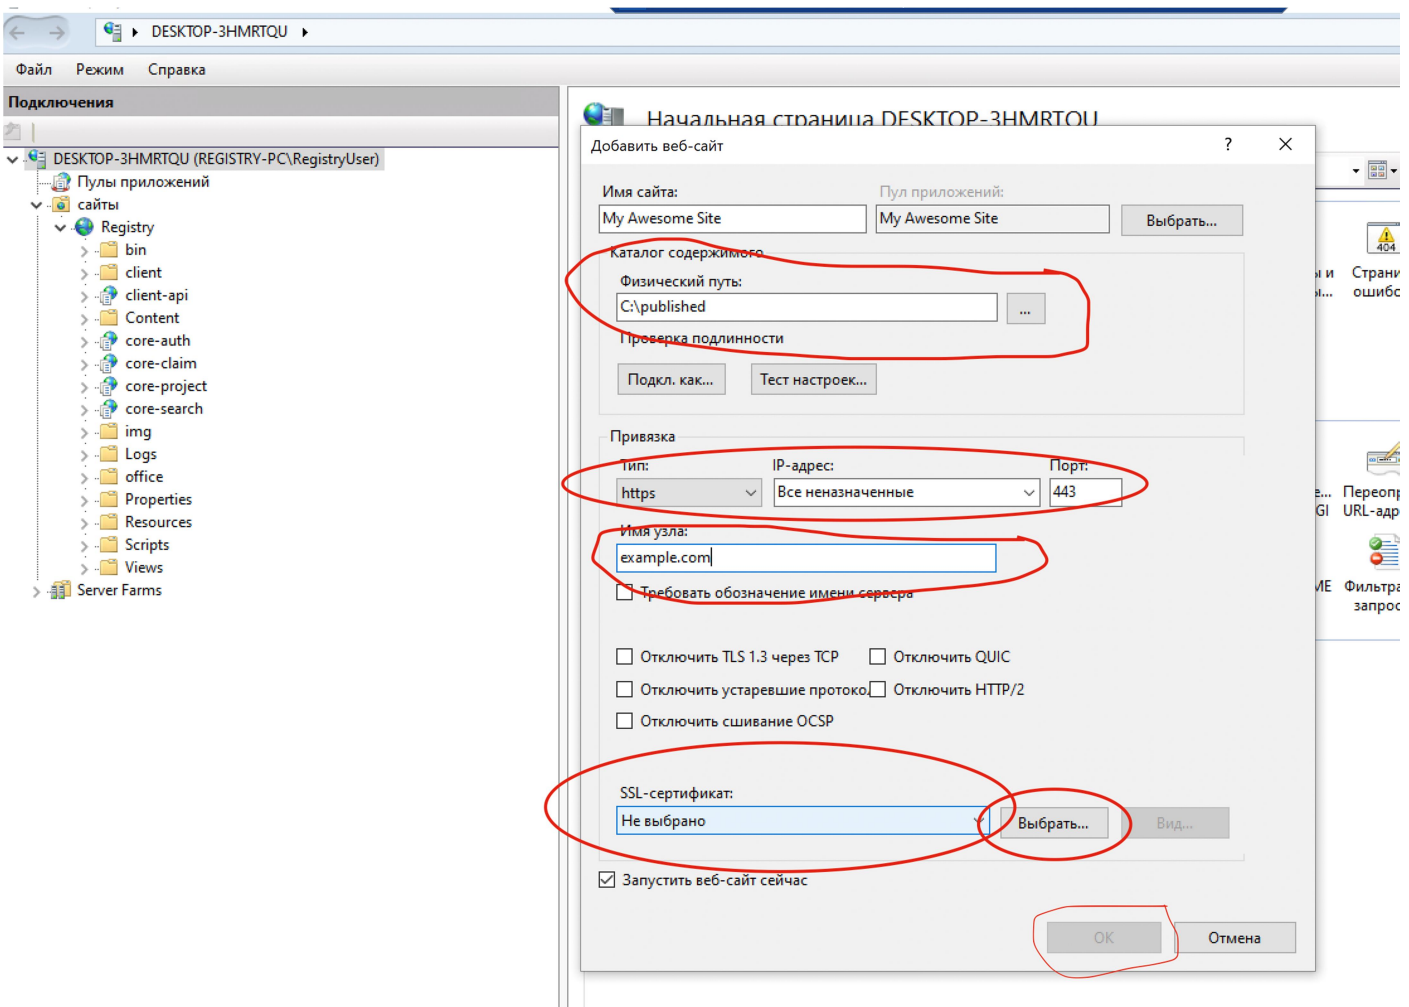 DESKTOP-3HMRTQU
Файл Режим Справка
Подключения
DESKTOP-3HMRTQU (REGISTRY-PC\RegistryUser)
Пулы приложений
сайты
Registry
bin
client
client-api
Content
core-auth
core-claim
core-project
core-search
img
Logs
office
Properties
Resources
Scripts
Views
Server Farms
Начальная страница DESKTOP-3HMRTQU
Добавить веб-сайт ?
Имя сайта: Пул приложений:
My Awesome Site My Awesome Site Выбрать...
Каталог содержимого
Физический путь:
C:\published ...
Проверка подлинности
Подкл. как... Тест настроек...
Привязка
Тип: IP-адрес: Порт:
https Все неназначенные 443
Имя узла:
example.com
Требовать обозначение имени сервера
Отключить TLS 1.3 через TCP Отключить QUIC
Отключить устаревшие протоко Отключить HTTP/2
Отключить сшивание OCSP
SSL-сертификат:
Не выбрано Выбрать... Вид...
Запустить веб-сайт сейчас
OK Отмена
404
ы и Страни
ы... ошибо
е... Переопр
GI URL-адр
ME Фильтра
запрос